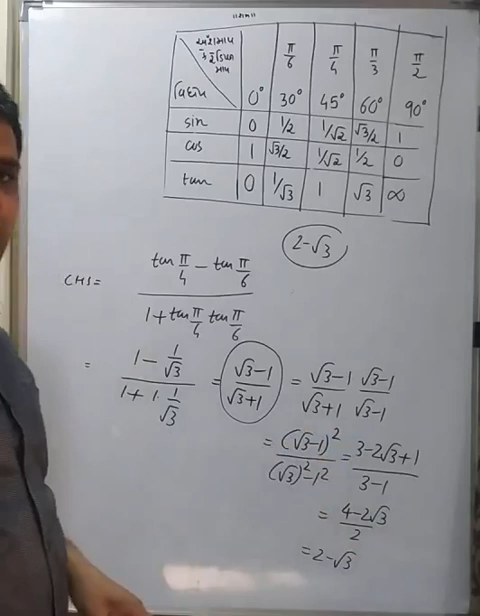 "રામ"
અંશમાપ
π/6 π/4 π/3 π/2
વિધેય 0° 30° 45° 60° 90°
sin 0 1/2 1/√2 √3/2 1
cos 1 √3/2 1/√2 1/2 0
tan 0 1/√3 1 √3 ∞
2-√3
tan π/4 - tan π/6
1+tan π/4 tan π/6
1 - 1/√3 / 1 + 1 · 1/√3 = √3-1/√3+1 = √3-1/√3+1 √3-1/√3-1
= (√3-1)²/(√3)²-1² = 3-2√3+1/3-1
= 4-2√3/2
= 2-√3